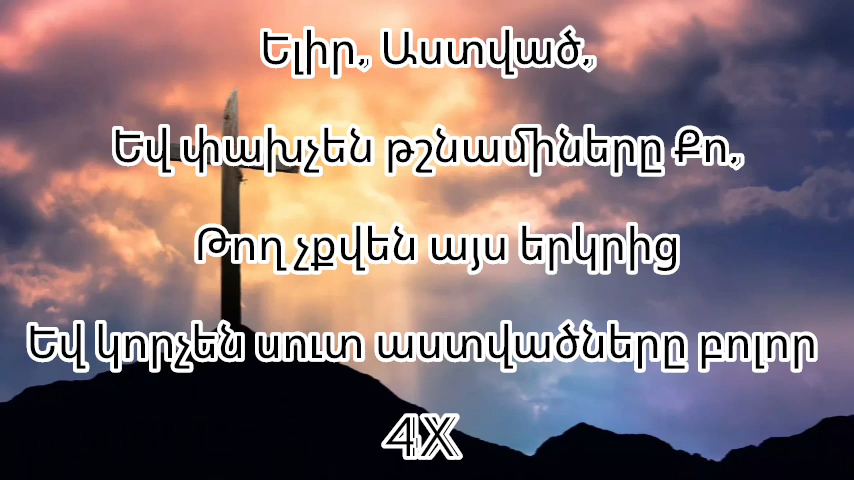 Ելիր, Աստված,
Եվ փախչեն թշնամիները Քո,
Թող չքվեն այս երկրից
Եվ կորչեն սուտ աստվածները բոլոր
4X